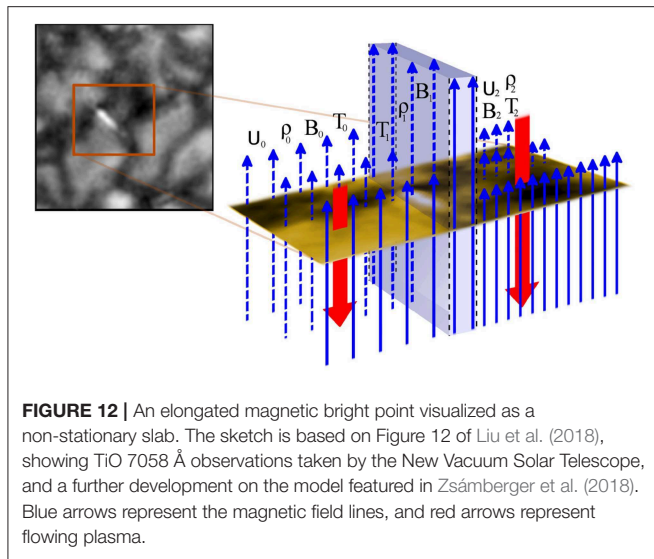 U₀ ρ₀ B₀ T₀ T₁ ρ₁ B₁ U₂ ρ₂
B₂ T₂
FIGURE 12 | An elongated magnetic bright point visualized as a
non-stationary slab. The sketch is based on Figure 12 of Liu et al. (2018),
showing TiO 7058 Å observations taken by the New Vacuum Solar Telescope,
and a further development on the model featured in Zsámberger et al. (2018).
Blue arrows represent the magnetic field lines, and red arrows represent
flowing plasma.